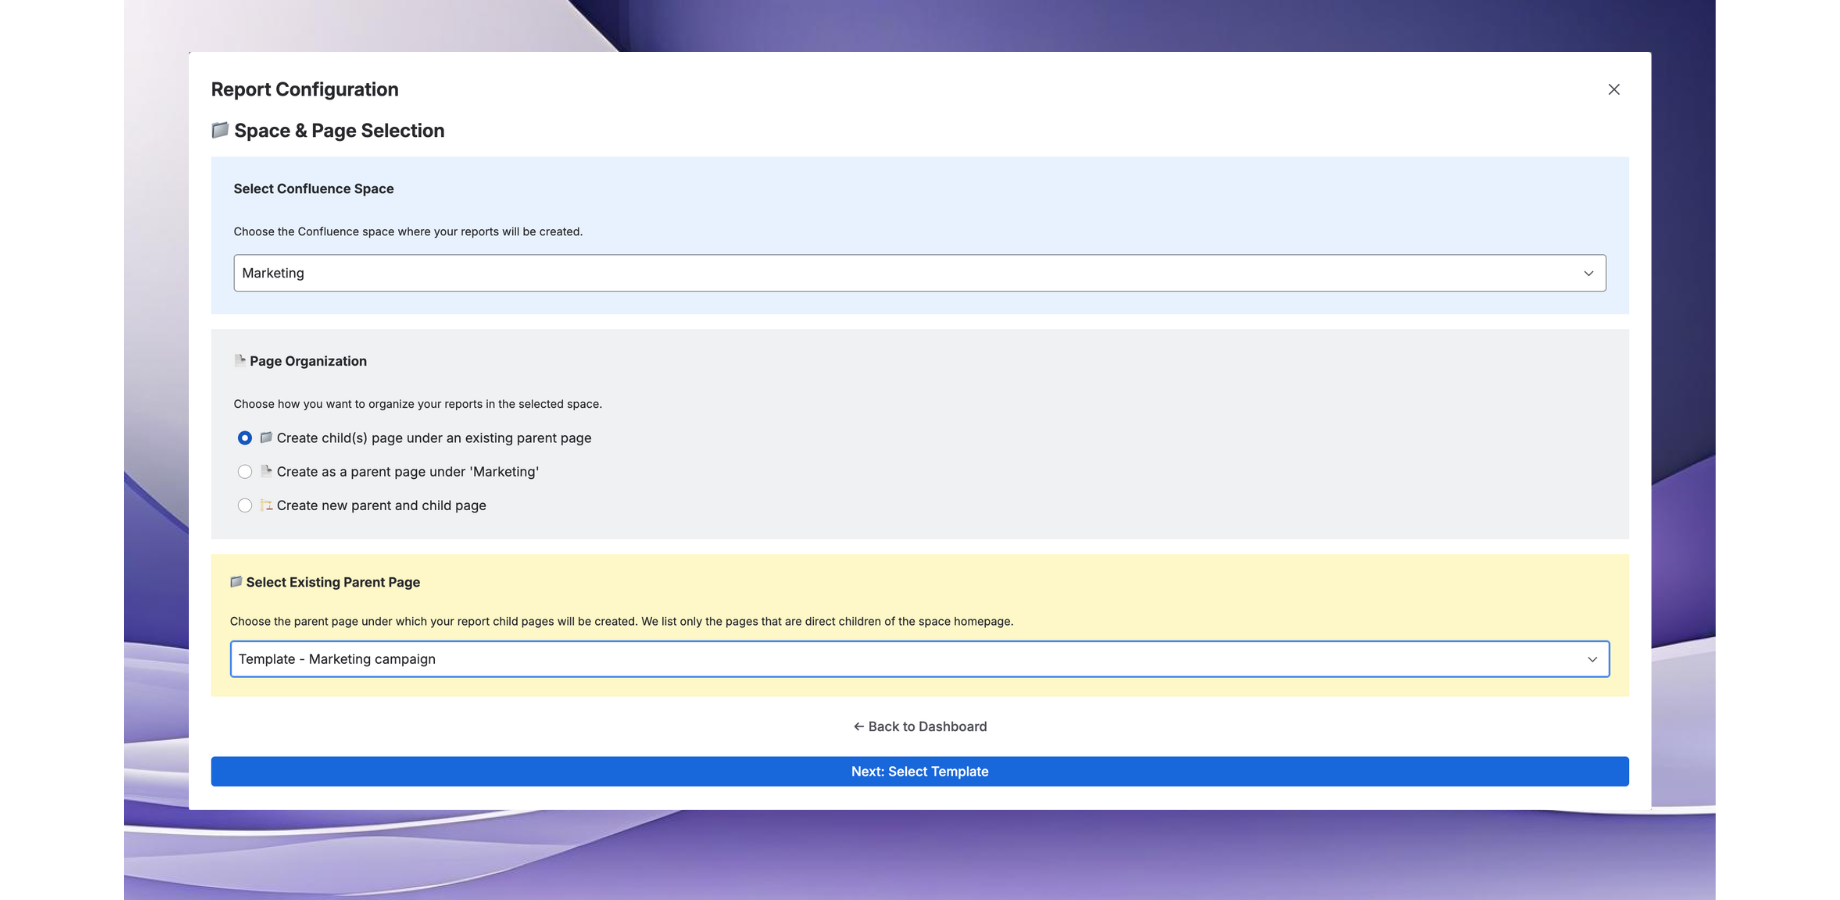 Report Configuration
Space & Page Selection
Select Confluence Space
Choose the Confluence space where your reports will be created.
Marketing
Page Organization
Choose how you want to organize your reports in the selected space.
Create child(s) page under an existing parent page
Create as a parent page under 'Marketing'
Create new parent and child page
Select Existing Parent Page
Choose the parent page under which your report child pages will be created. We list only the pages that are direct children of the space homepage.
Template - Marketing campaign
← Back to Dashboard
Next: Select Template